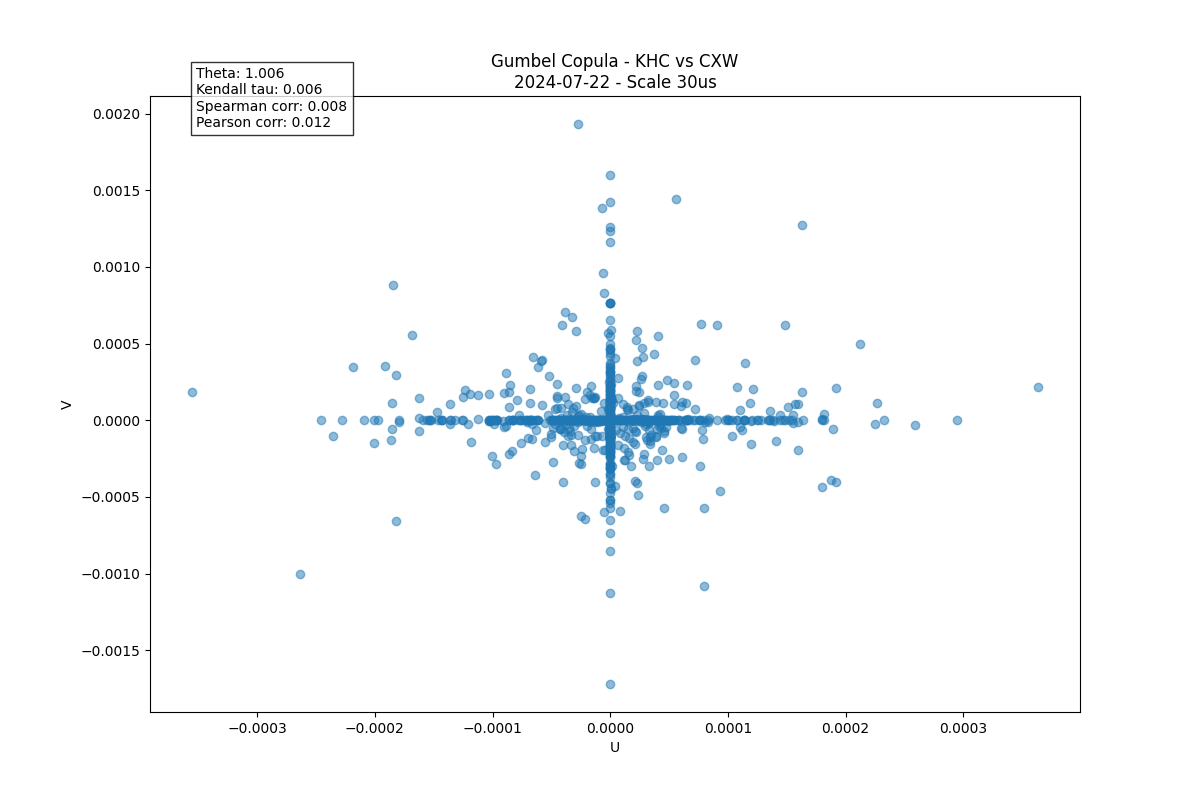 Gumbel Copula - KHC vs CXW
2024-07-22 - Scale 30us
Theta: 1.006
Kendall tau: 0.006
Spearman corr: 0.008
Pearson corr: 0.012
0.0020
0.0015
0.0010
0.0005
0.0000
−0.0005
−0.0010
−0.0015
V
−0.0003 −0.0002 −0.0001 0.0000 0.0001 0.0002 0.0003
U